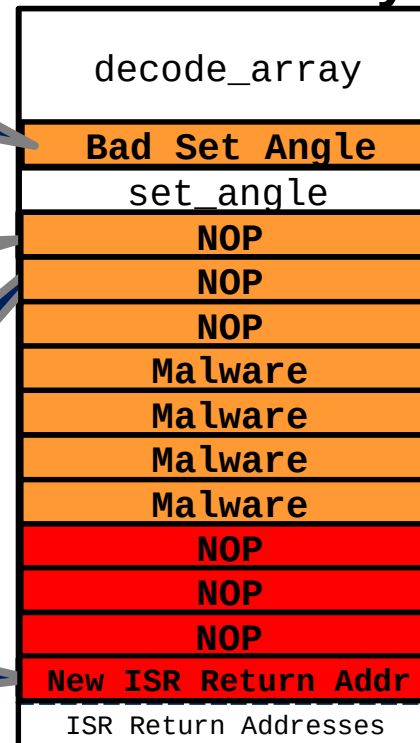 decode_array
Bad Set Angle
set_angle
NOP
NOP
NOP
Malware
Malware
Malware
Malware
NOP
NOP
NOP
New ISR Return Addr
ISR Return Addresses